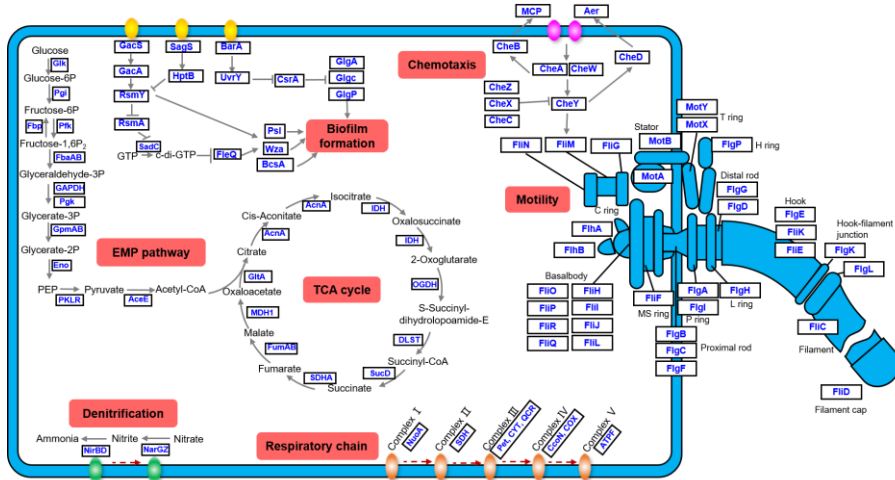 GacS
SagS
BarA
GacA
HptB
UvrY
CsrA
GlgA
Glgc
GlgP
RsmY
RsmA
SadC
GTP
c-di-GTP
FleQ
Psl
Wza
BcsA
Biofilm
formation
Glucose
Glk
Glucose-6P
Pgi
Fructose-6P
Fbp
Pfk
Fructose-1,6P₂
FbaAB
Glyceraldehyde-3P
GAPDH
Pgk
Glycerate-3P
GpmAB
Glycerate-2P
Eno
PEP
PKLR
Pyruvate
AceE
Acetyl-CoA
EMP pathway
TCA cycle
Citrate
AcnA
Cis-Aconitate
AcnA
Isocitrate
IDH
Oxalosuccinate
IDH
2-Oxoglutarate
OGDH
S-Succinyl-
dihydrolopoamide-E
DLST
Succinyl-CoA
SucD
Succinate
SDHA
Fumarate
FumAB
Malate
MDH1
Oxaloacetate
GltA
Denitrification
Ammonia
Nitrite
Nitrate
NirBD
NarGZ
Respiratory chain
Complex Ⅰ
NuoA
Complex Ⅱ
SDH
Complex Ⅲ
Pet, CYT, QCR
Complex Ⅳ
CcoN, COX
Complex Ⅴ
ATPF
Chemotaxis
MCP
Aer
CheB
CheA
CheW
CheD
CheZ
CheX
CheC
CheY
FliN
FliM
FliG
Motility
C ring
Stator
MotB
MotA
MotY
MotX
T ring
FlgP
H ring
Distal rod
FlgG
FlgD
Hook
FlgE
FliK
FliE
Hook-filament
junction
FlgK
FlgL
FlhA
FlhB
Basalbody
FliO
FliH
FliP
FliI
FliR
FliJ
FliQ
FliL
FliF
MS ring
FlgA
FlgI
P ring
FlgH
L ring
FlgB
FlgC
FlgF
Proximal rod
FliC
Filament
FliD
Filament cap